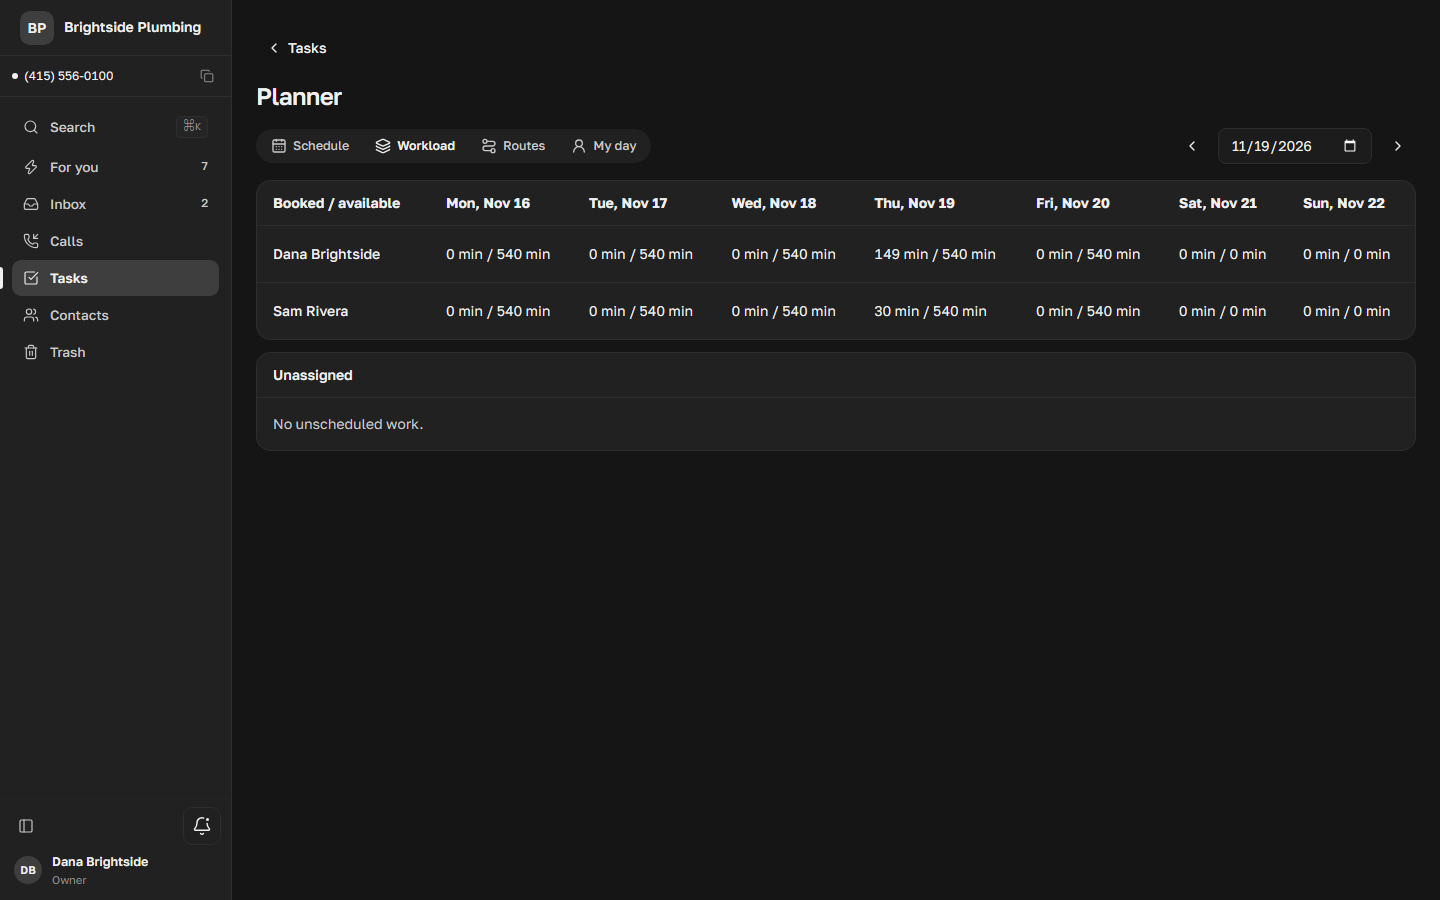 BP Brightside Plumbing
(415) 556-0100
Search ⌘K
For you 7
Inbox 2
Calls
Tasks
Contacts
Trash
DB Dana Brightside
Owner
Tasks
Planner
Schedule Workload Routes My day 11/19/2026
Booked / available Mon, Nov 16 Tue, Nov 17 Wed, Nov 18 Thu, Nov 19 Fri, Nov 20 Sat, Nov 21 Sun, Nov 22
Dana Brightside 0 min / 540 min 0 min / 540 min 0 min / 540 min 149 min / 540 min 0 min / 540 min 0 min / 0 min 0 min / 0 min
Sam Rivera 0 min / 540 min 0 min / 540 min 0 min / 540 min 30 min / 540 min 0 min / 540 min 0 min / 0 min 0 min / 0 min
Unassigned
No unscheduled work.